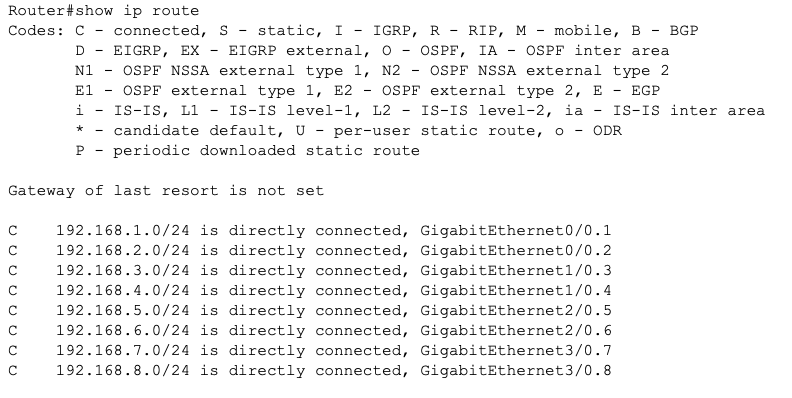 Router#show ip route
Codes: C - connected, S - static, I - IGRP, R - RIP, M - mobile, B - BGP
       D - EIGRP, EX - EIGRP external, O - OSPF, IA - OSPF inter area
       N1 - OSPF NSSA external type 1, N2 - OSPF NSSA external type 2
       E1 - OSPF external type 1, E2 - OSPF external type 2, E - EGP
       i - IS-IS, L1 - IS-IS level-1, L2 - IS-IS level-2, ia - IS-IS inter area
       * - candidate default, U - per-user static route, o - ODR
       P - periodic downloaded static route

Gateway of last resort is not set

C    192.168.1.0/24 is directly connected, GigabitEthernet0/0.1
C    192.168.2.0/24 is directly connected, GigabitEthernet0/0.2
C    192.168.3.0/24 is directly connected, GigabitEthernet1/0.3
C    192.168.4.0/24 is directly connected, GigabitEthernet1/0.4
C    192.168.5.0/24 is directly connected, GigabitEthernet2/0.5
C    192.168.6.0/24 is directly connected, GigabitEthernet2/0.6
C    192.168.7.0/24 is directly connected, GigabitEthernet3/0.7
C    192.168.8.0/24 is directly connected, GigabitEthernet3/0.8